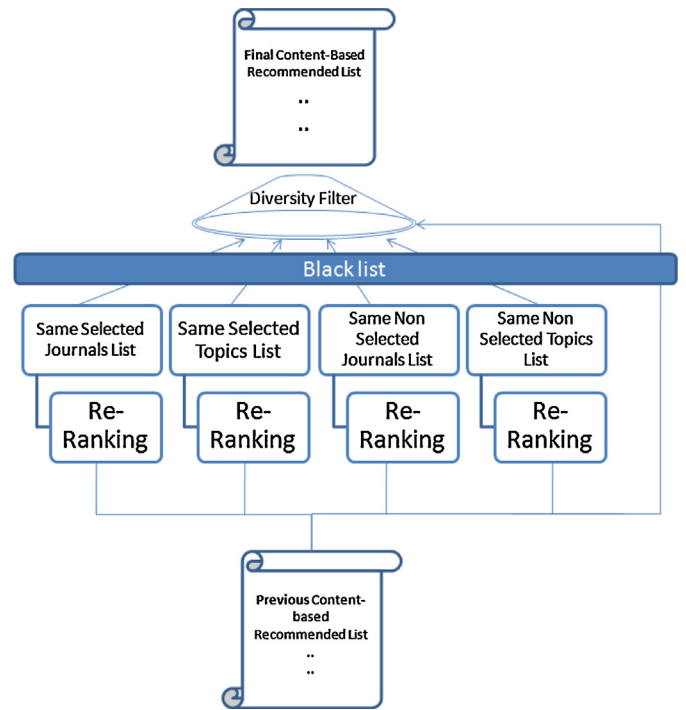 Final Content-Based
Recommended List
..
..
Diversity Filter
Black list
Same Selected
Journals List
Same Selected
Topics List
Same Non
Selected
Journals List
Same Non
Selected Topics
List
Re-
Ranking
Re-
Ranking
Re-
Ranking
Re-
Ranking
Previous Content-
based
Recommended List
..
..